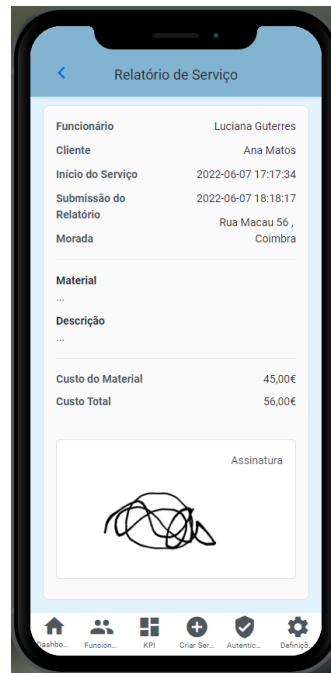 Relatório de Serviço
Funcionário Luciana Guterres
Cliente Ana Matos
Início do Serviço 2022-06-07 17:17:34
Submissão do Relatório 2022-06-07 18:18:17
Morada Rua Macau 56 , Coimbra
Material
...
Descrição
...
Custo do Material 45,00€
Custo Total 56,00€
Assinatura
Dashbo... Funcion... KPI Criar Ser... Autentic... Definiçõ...